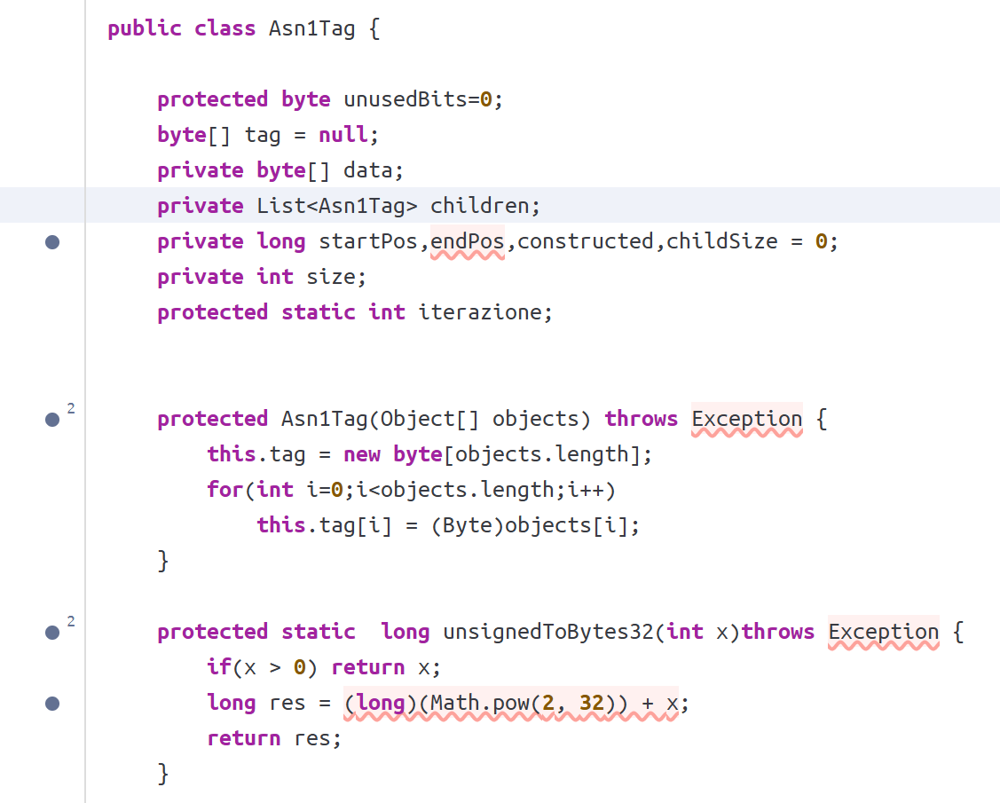 public class Asn1Tag {
protected byte unusedBits=0;
byte[] tag = null;
private byte[] data;
private List<Asn1Tag> children;
private long startPos,endPos,constructed,childSize = 0;
private int size;
protected static int iterazione;
2
protected Asn1Tag(Object[] objects) throws Exception {
this.tag = new byte[objects.length];
for(int i=0;i<objects.length;i++)
this.tag[i] = (Byte)objects[i];
}
2
protected static  long unsignedToBytes32(int x)throws Exception {
if(x > 0) return x;
long res = (long)(Math.pow(2, 32)) + x;
return res;
}